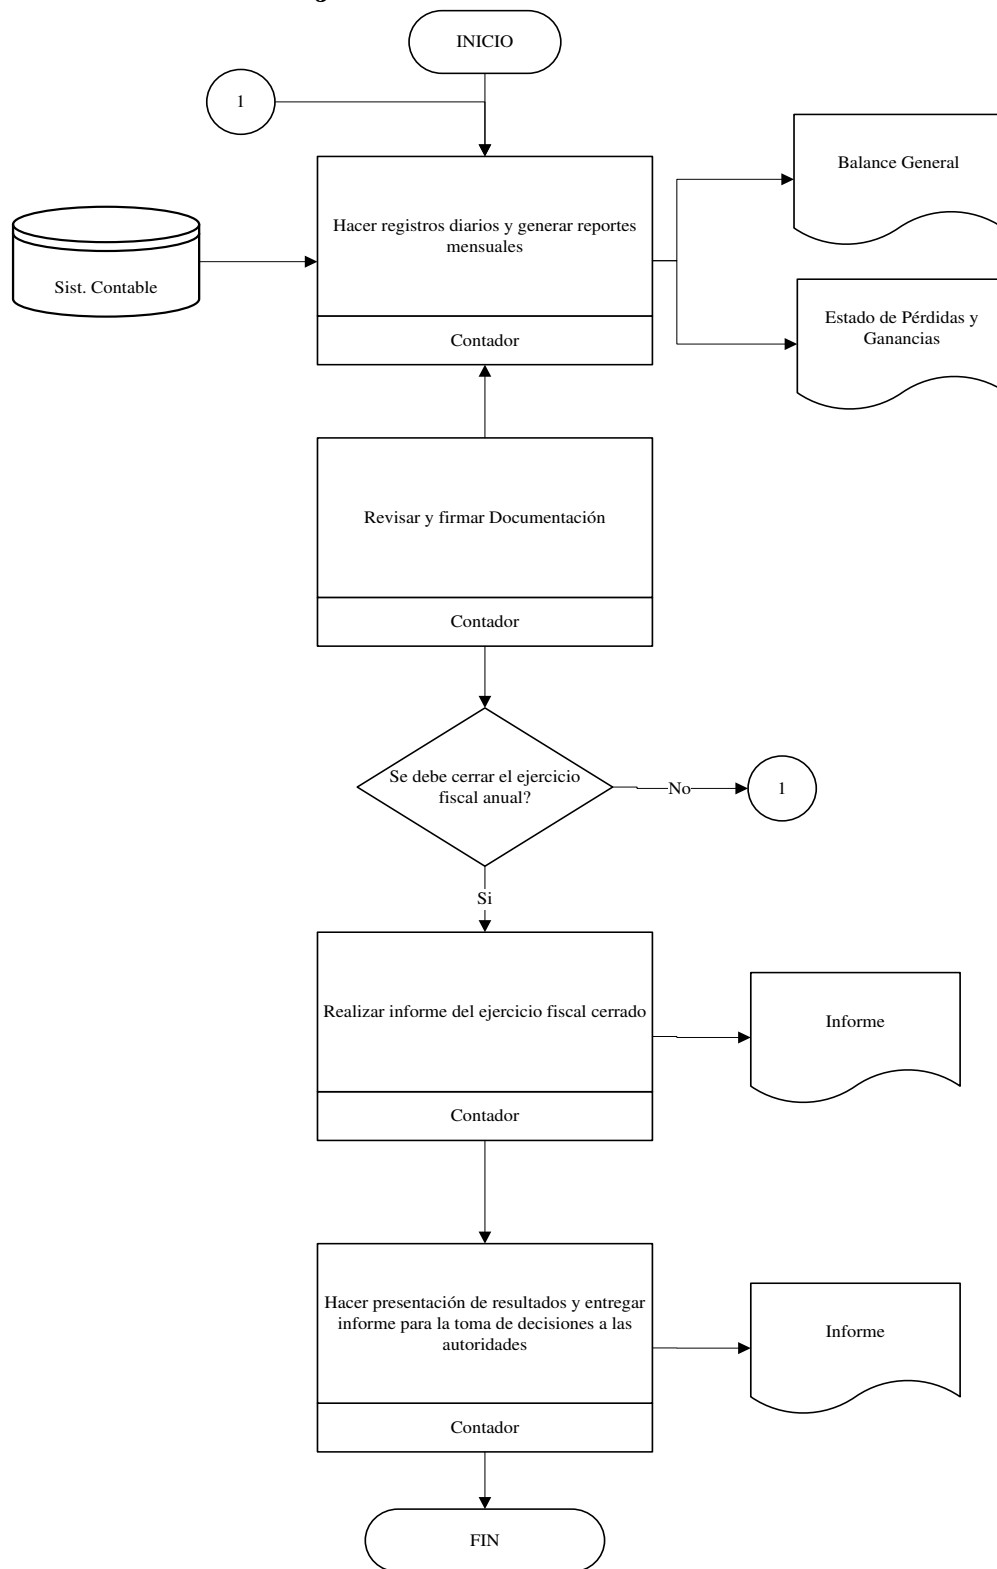 INICIO
1
Balance General
Hacer registros diarios y generar reportes
mensuales
Sist. Contable
Estado de Pérdidas y
Ganancias
Contador
Revisar y firmar Documentación
Contador
Se debe cerrar el ejercicio
fiscal anual?
No
1
Si
Realizar informe del ejercicio fiscal cerrado
Informe
Contador
Hacer presentación de resultados y entregar
informe para la toma de decisiones a las
autoridades
Informe
Contador
FIN